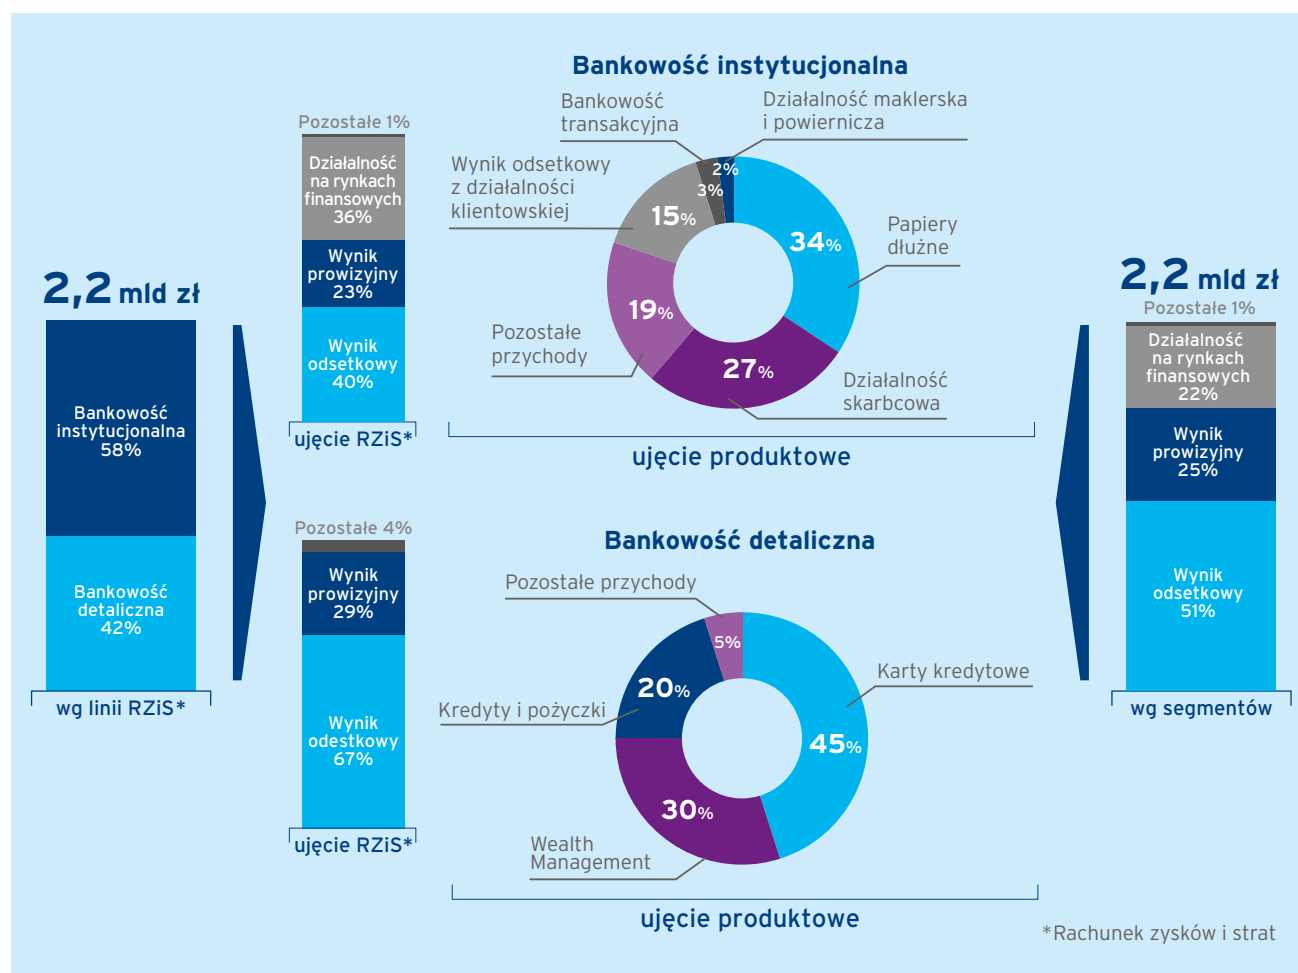 Bankowość instytucjonalna
Bankowość
transakcyjna
Działalność maklerska
i powiernicza
Wynik odsetkowy
z działalności
klientowskiej
Papiery
dłużne
Pozostałe
przychody
Działalność
skarbcowa
2%
3%
15%
34%
19%
27%
ujęcie produktowe
Pozostałe 1%
Działalność
na rynkach
finansowych
36%
Wynik
prowizyjny
23%
Wynik
odsetkowy
40%
ujęcie RZiS*
2,2 mld zł
Bankowość
instytucjonalna
58%
Bankowość
detaliczna
42%
wg linii RZiS*
Pozostałe 4%
Wynik
prowizyjny
29%
Wynik
odestkowy
67%
ujęcie RZiS*
Bankowość detaliczna
Pozostałe przychody
Karty kredytowe
Kredyty i pożyczki
Wealth
Management
5%
20%
45%
30%
ujęcie produktowe
2,2 mld zł
Pozostałe 1%
Działalność
na rynkach
finansowych
22%
Wynik
prowizyjny
25%
Wynik
odsetkowy
51%
wg segmentów
*Rachunek zysków i strat